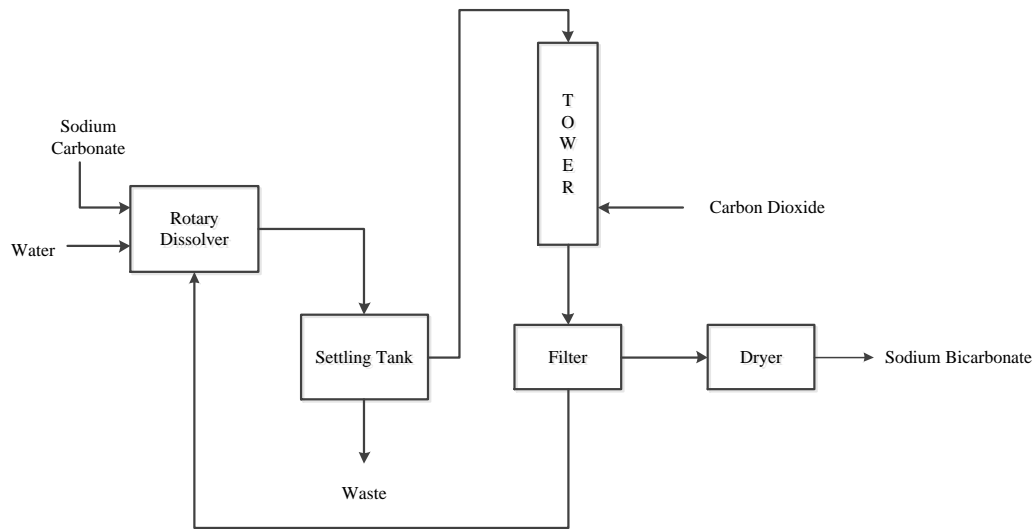 Sodium
Carbonate
Water
Rotary
Dissolver
Settling Tank
Waste
T
O
W
E
R
Carbon Dioxide
Filter
Dryer
Sodium Bicarbonate